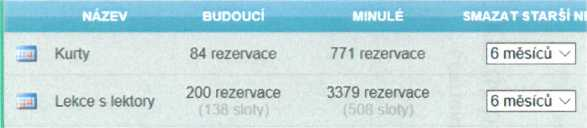 NÁZEV BUDOUCÍ MINULÉ SMAZAT STARŠÍ
Kurty 84 rezervace 771 rezervace 6 měsíců
Lekce s lektory 200 rezervace 3379 rezervace 6 měsíců
(138 sloty) (508 sloty)